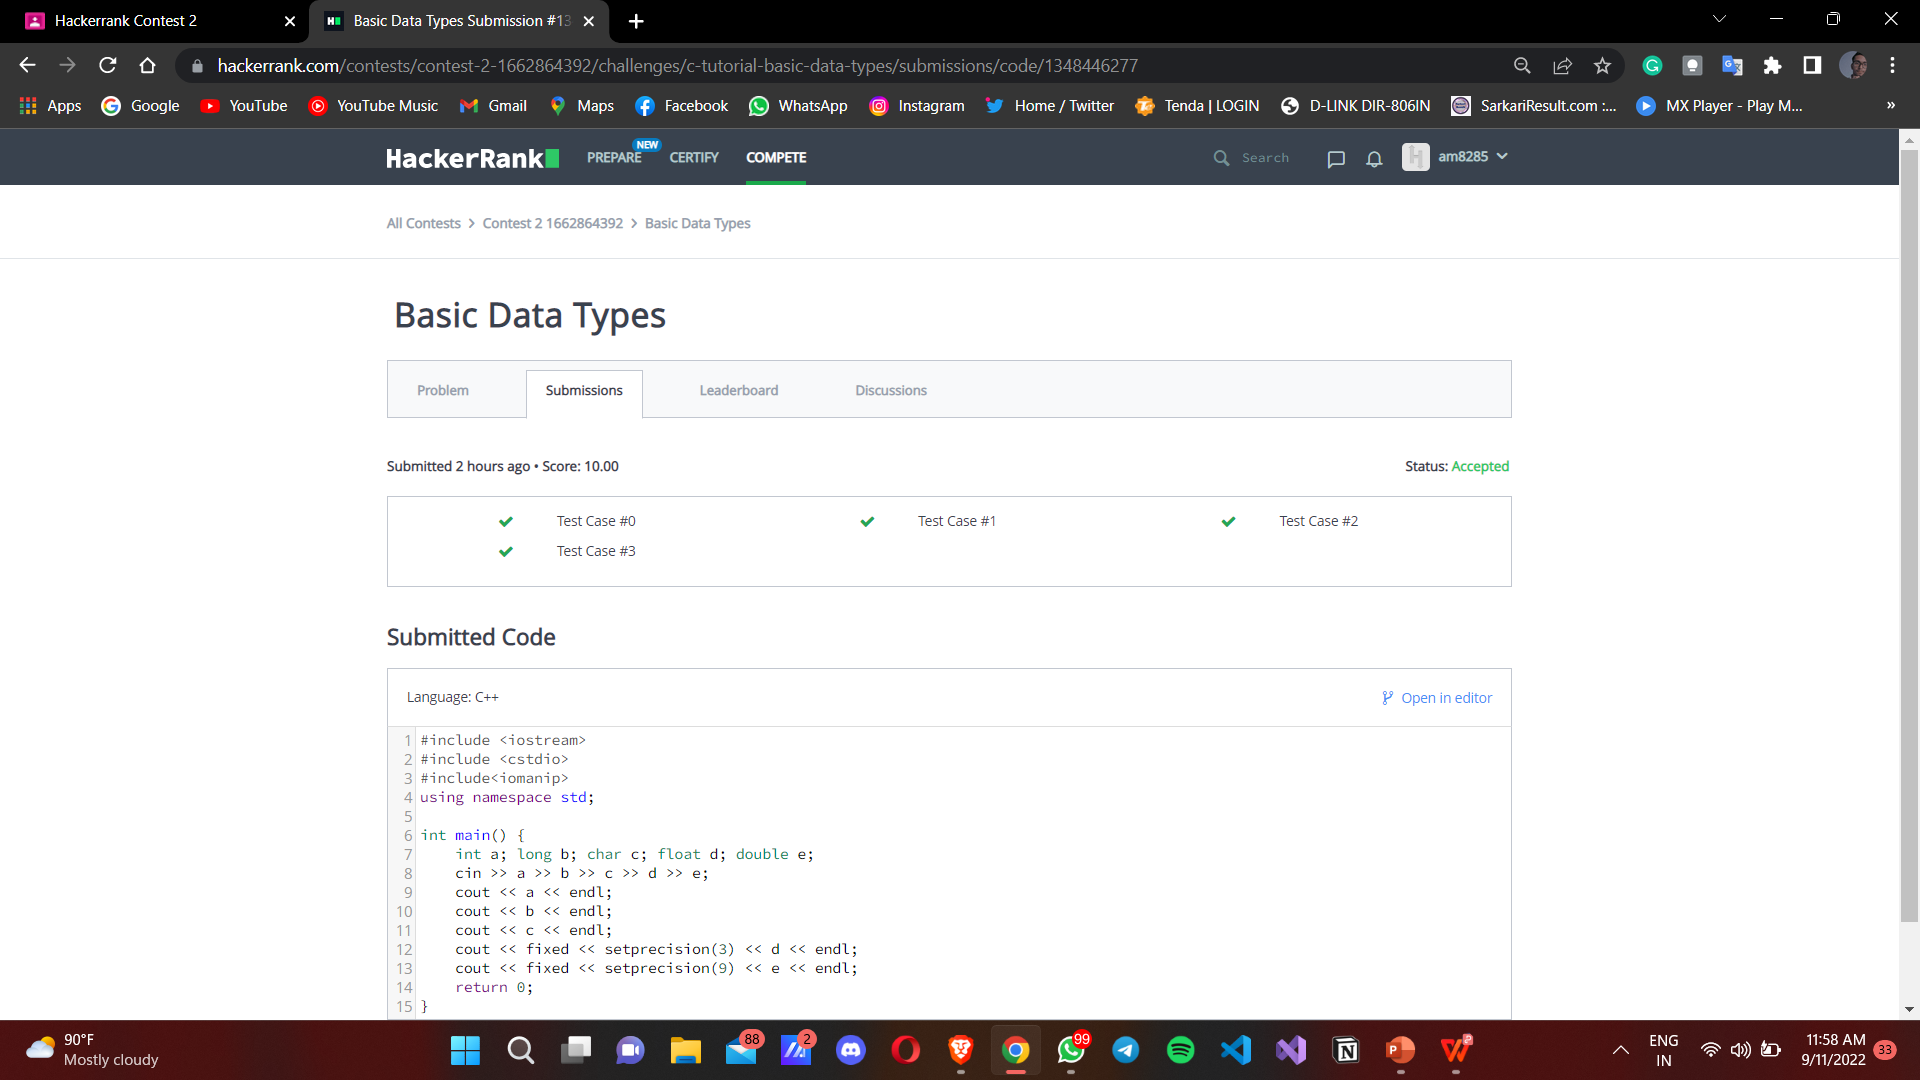 Hackerrank Contest 2
Basic Data Types Submission #13
hackerrank.com/contests/contest-2-1662864392/challenges/c-tutorial-basic-data-types/submissions/code/1348446277
Apps Google YouTube YouTube Music Gmail Maps Facebook WhatsApp Instagram Home / Twitter Tenda | LOGIN D-LINK DIR-806IN SarkariResult.com :... MX Player - Play M... »
HackerRank PREPARE NEW CERTIFY COMPETE Search am8285
All Contests > Contest 2 1662864392 > Basic Data Types
Basic Data Types
Problem Submissions Leaderboard Discussions
Submitted 2 hours ago • Score: 10.00 Status: Accepted
Test Case #0 Test Case #1 Test Case #2
Test Case #3
Submitted Code
Language: C++ Open in editor
1 #include <iostream>
2 #include <cstdio>
3 #include<iomanip>
4 using namespace std;
5
6 int main() {
7 int a; long b; char c; float d; double e;
8 cin >> a >> b >> c >> d >> e;
9 cout << a << endl;
10 cout << b << endl;
11 cout << c << endl;
12 cout << fixed << setprecision(3) << d << endl;
13 cout << fixed << setprecision(9) << e << endl;
14 return 0;
15 }
90°F
Mostly cloudy
88 2 99 2
ENG
IN
11:58 AM
9/11/2022
33